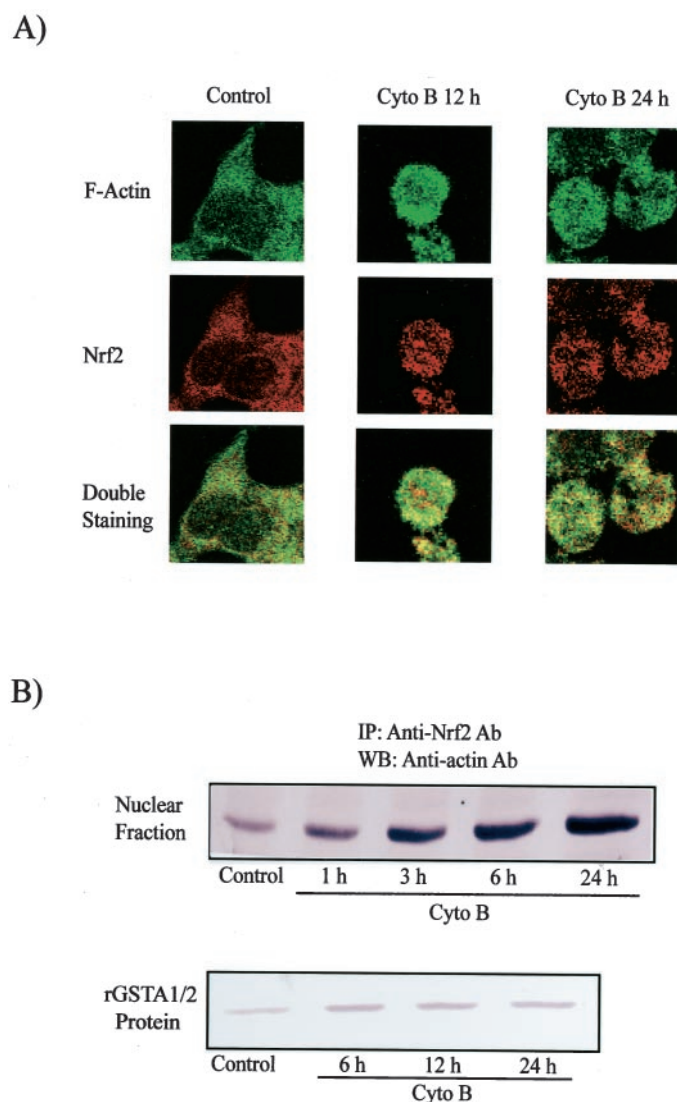 A)
Control Cyto B 12 h Cyto B 24 h
F-Actin
Nrf2
Double
Staining
B)
IP: Anti-Nrf2 Ab
WB: Anti-actin Ab
Nuclear
Fraction
Control 1 h 3 h 6 h 24 h
Cyto B
rGSTA1/2
Protein
Control 6 h 12 h 24 h
Cyto B